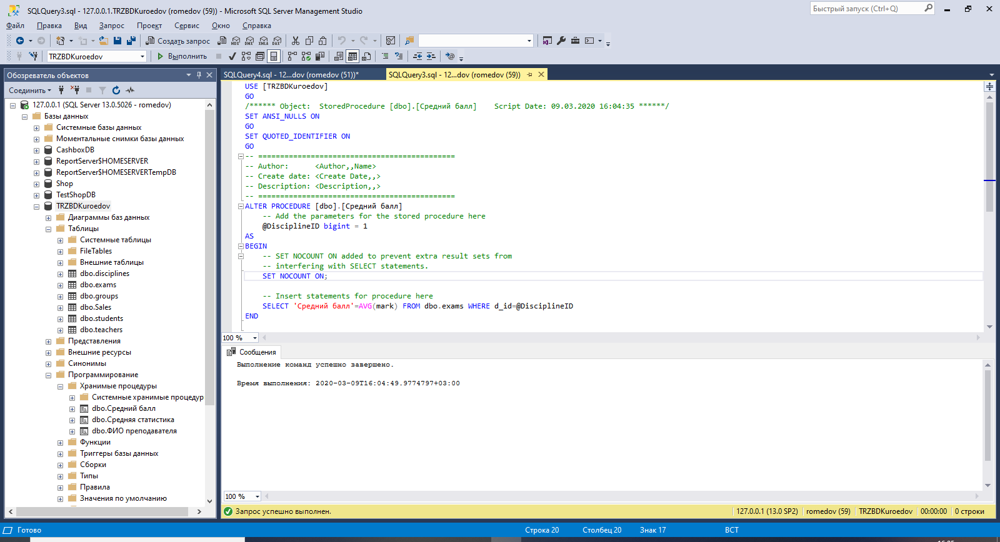 SQLQuery3.sql - 127.0.0.1.TRZBDKuroedov (romedov (59)) - Microsoft SQL Server Management Studio
Быстрый запуск (Ctrl+Q)
Файл Правка Вид Запрос Проект Сервис Окно Справка
Создать запрос MDX DMX XMLA DAX
TRZBDKuroedov Выполнить
Обозреватель объектов
Соединить
127.0.0.1 (SQL Server 13.0.5026 - romedov)
Базы данных
Системные базы данных
Моментальные снимки базы данных
CashboxDB
ReportServer$HOMESERVER
ReportServer$HOMESERVERTempDB
Shop
TestShopDB
TRZBDKuroedov
Диаграммы баз данных
Таблицы
Системные таблицы
FileTables
Внешние таблицы
dbo.disciplines
dbo.exams
dbo.groups
dbo.Sales
dbo.students
dbo.teachers
Представления
Внешние ресурсы
Синонимы
Программирование
Хранимые процедуры
Системные хранимые процедур
dbo.Средний балл
dbo.Средняя статистика
dbo.ФИО преподавателя
Функции
Триггеры базы данных
Сборки
Типы
Правила
Значения по умолчанию
SQLQuery4.sql - 12...dov (romedov (51))* SQLQuery3.sql - 12...dov (romedov (59))
USE [TRZBDKuroedov]
GO
/****** Object:  StoredProcedure [dbo].[Средний балл]    Script Date: 09.03.2020 16:04:35 ******/
SET ANSI_NULLS ON
GO
SET QUOTED_IDENTIFIER ON
GO
-- =============================================
-- Author:      <Author,,Name>
-- Create date: <Create Date,,>
-- Description: <Description,,>
-- =============================================
ALTER PROCEDURE [dbo].[Средний балл]
-- Add the parameters for the stored procedure here
@DisciplineID bigint = 1
AS
BEGIN
-- SET NOCOUNT ON added to prevent extra result sets from
-- interfering with SELECT statements.
SET NOCOUNT ON;
-- Insert statements for procedure here
SELECT 'Средний балл'=AVG(mark) FROM dbo.exams WHERE d_id=@DisciplineID
END
100 %
Сообщения
Выполнение команд успешно завершено.
Время выполнения: 2020-03-09T16:04:49.9774797+03:00
100 %
Запрос успешно выполнен. 127.0.0.1 (13.0 SP2) romedov (59) TRZBDKuroedov 00:00:00 0 строки
Готово Строка 20 Столбец 20 Знак 17 ВСТ